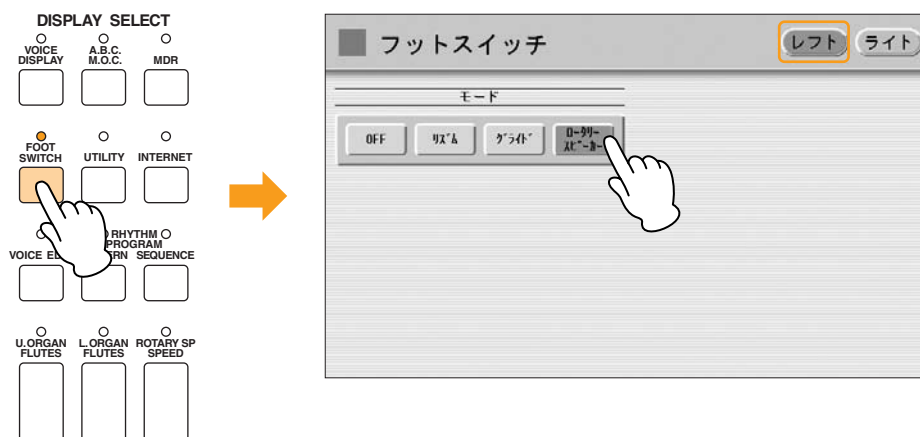 DISPLAY SELECT
VOICE DISPLAY
A.B.C. M.O.C.
MDR
FOOT SWITCH
UTILITY
INTERNET
VOICE
RHYTHM PROGRAM
SEQUENCE
U.ORGAN FLUTES
L.ORGAN FLUTES
ROTARY SP SPEED
フットスイッチ
レフト
ライト
モード
OFF
リズム
グライド
ロータリー
スピーカー